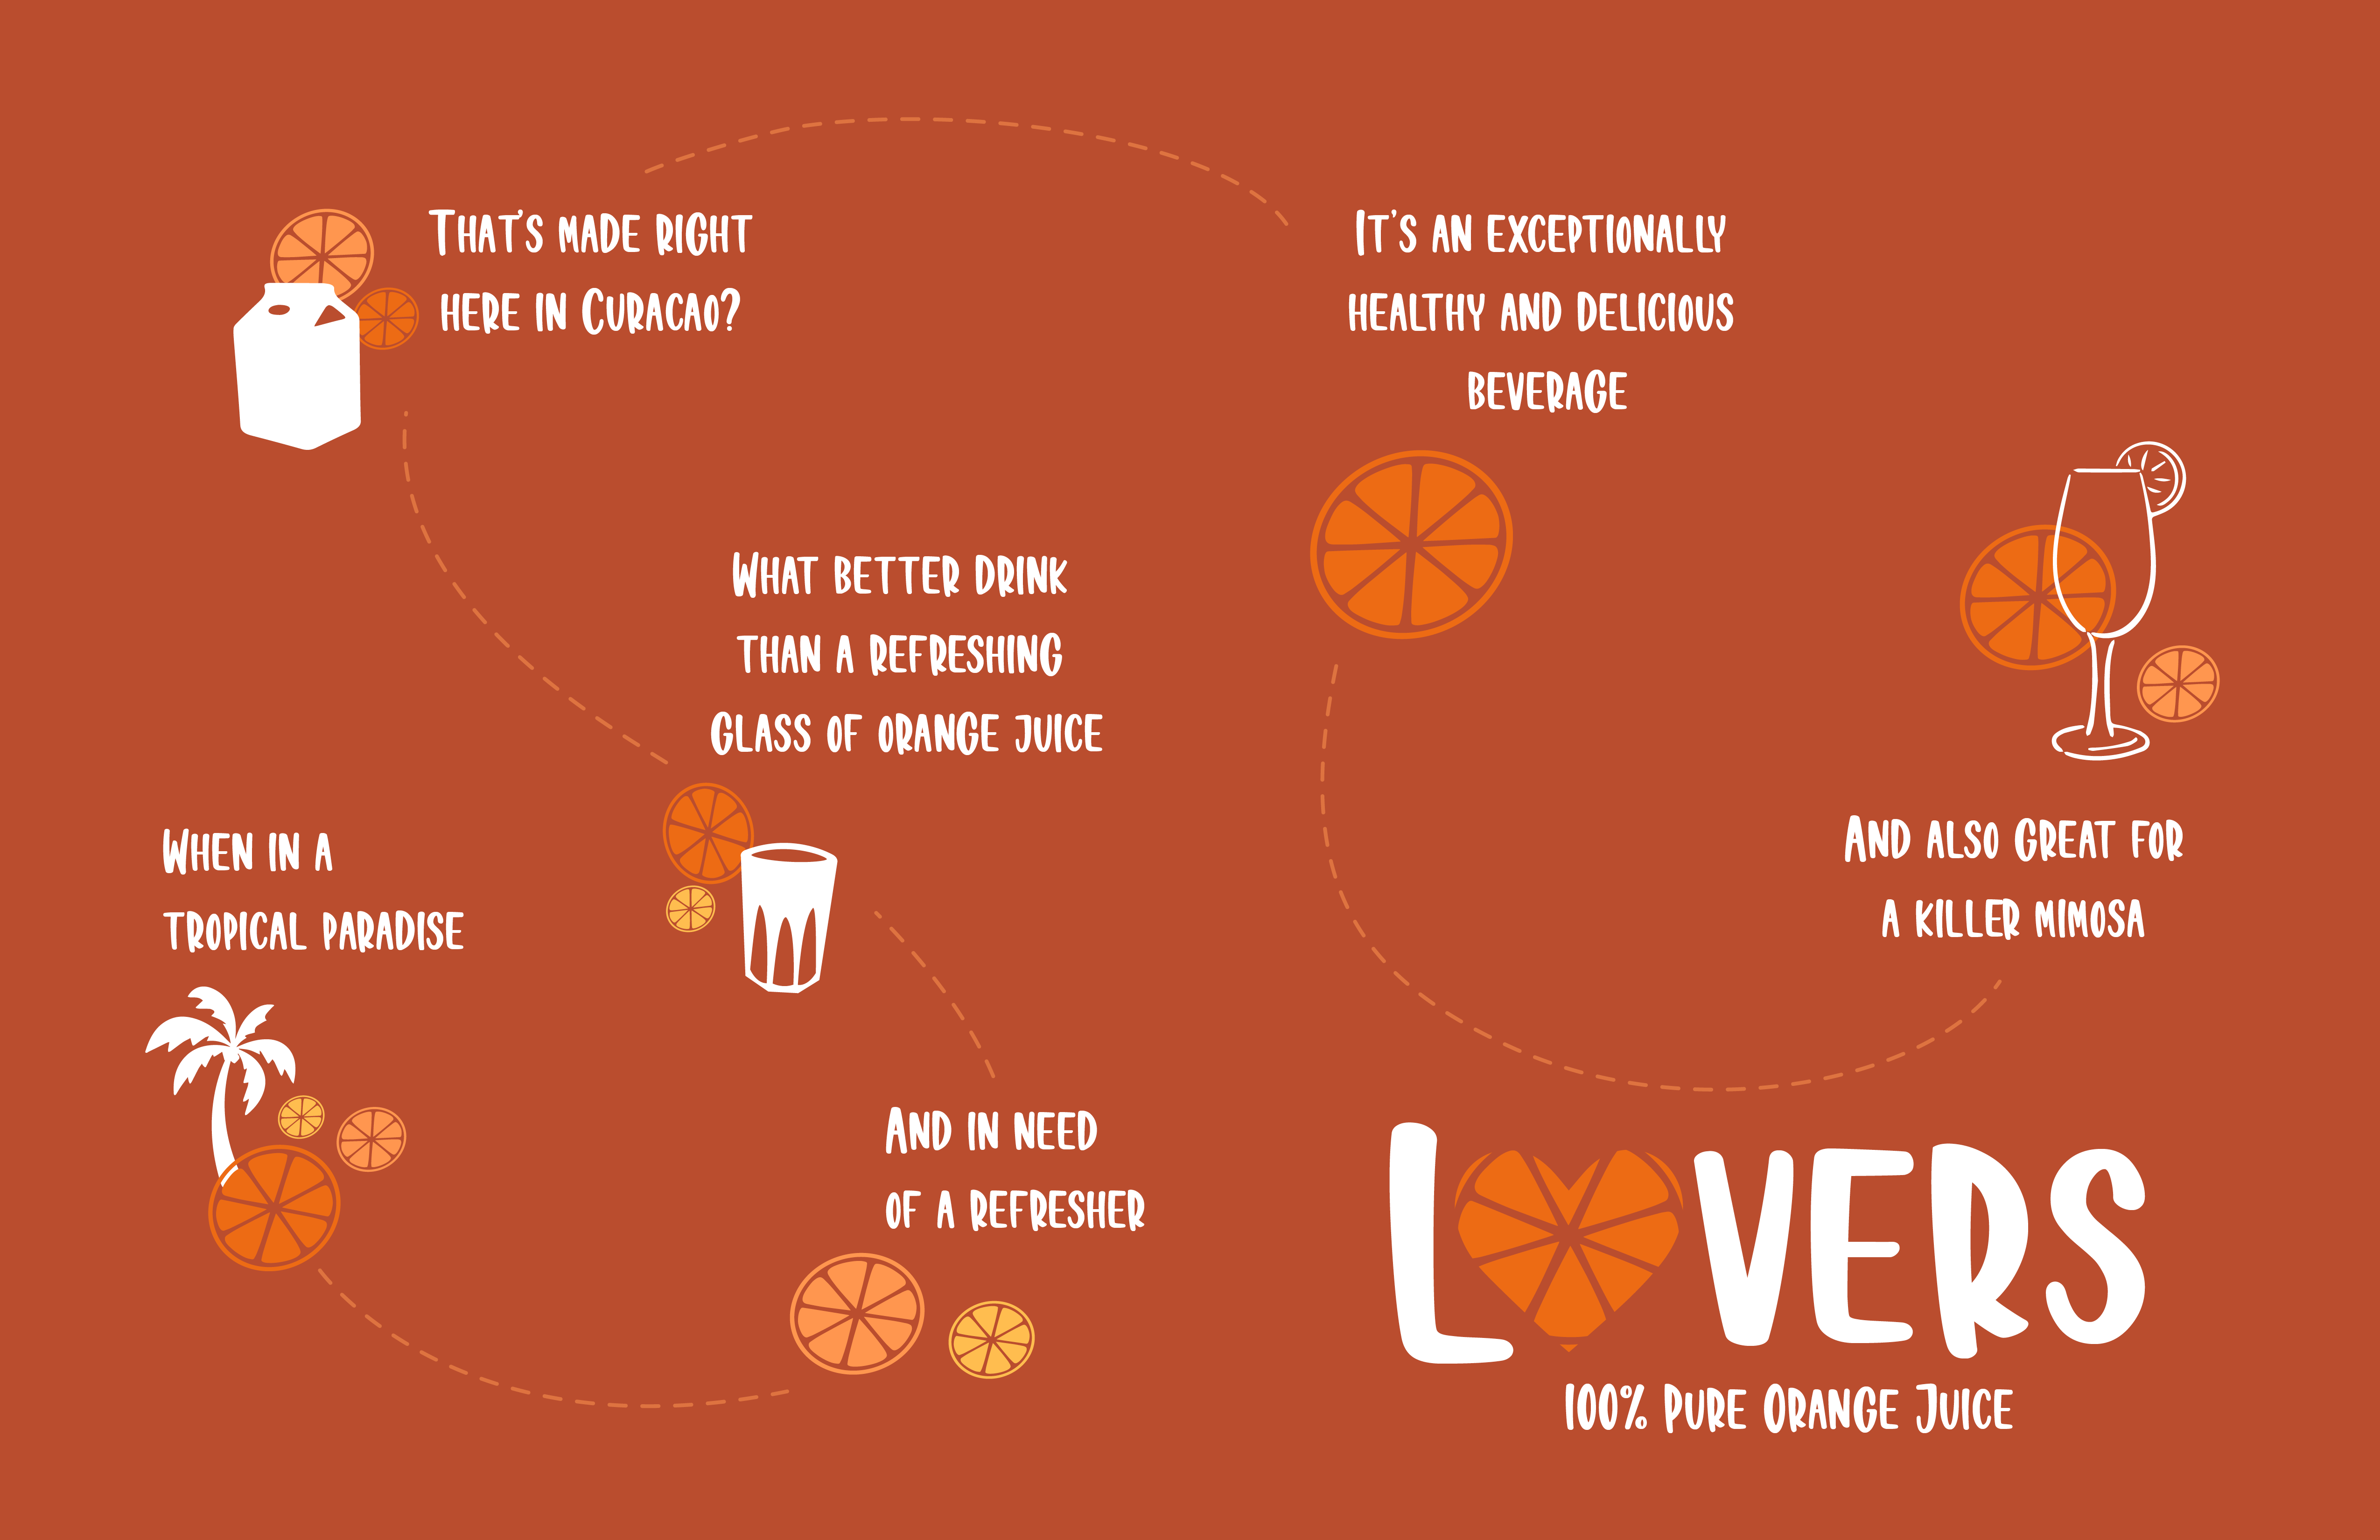 When in a
tropical paradise
And in need
of a refresher
What better drink
than a refreshing
glass of orange juice
That's made right
here in Curacao?
It's an exceptionally
healthy and delicious
beverage
And also great for
a killer mimosa
Lovers
100% Pure Orange Juice